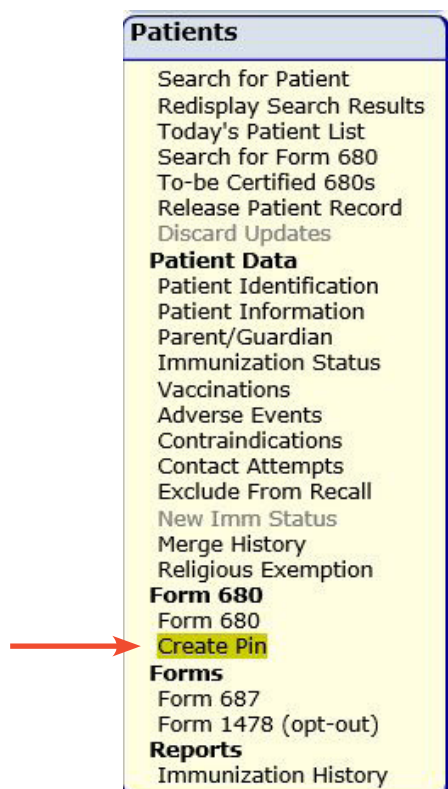 Patients
Search for Patient
Redisplay Search Results
Today's Patient List
Search for Form 680
To-be Certified 680s
Release Patient Record
Discard Updates
Patient Data
Patient Identification
Patient Information
Parent/Guardian
Immunization Status
Vaccinations
Adverse Events
Contraindications
Contact Attempts
Exclude From Recall
New Imm Status
Merge History
Religious Exemption
Form 680
Form 680
Create Pin
Forms
Form 687
Form 1478 (opt-out)
Reports
Immunization History